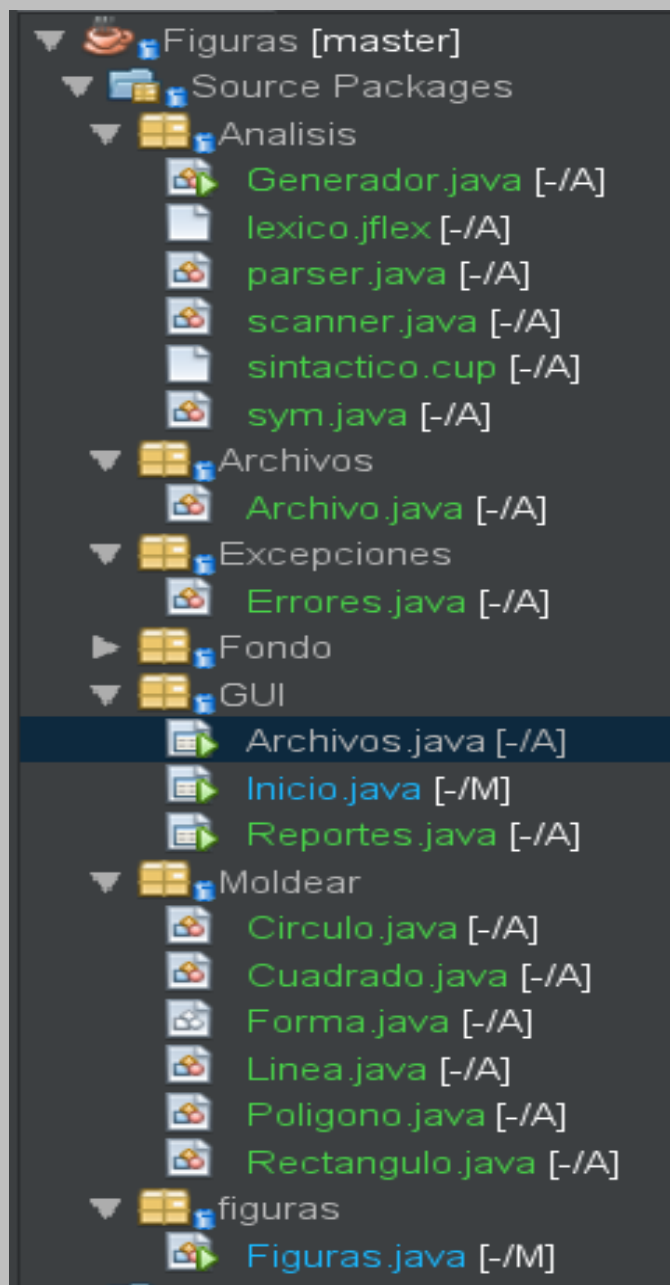 Figuras [master]
Source Packages
Analisis
Generador.java [-/A]
lexico.jflex [-/A]
parser.java [-/A]
scanner.java [-/A]
sintactico.cup [-/A]
sym.java [-/A]
Archivos
Archivo.java [-/A]
Excepciones
Errores.java [-/A]
Fondo
GUI
Archivos.java [-/A]
Inicio.java [-/M]
Reportes.java [-/A]
Moldear
Circulo.java [-/A]
Cuadrado.java [-/A]
Forma.java [-/A]
Linea.java [-/A]
Poligono.java [-/A]
Rectangulo.java [-/A]
figuras
Figuras.java [-/M]